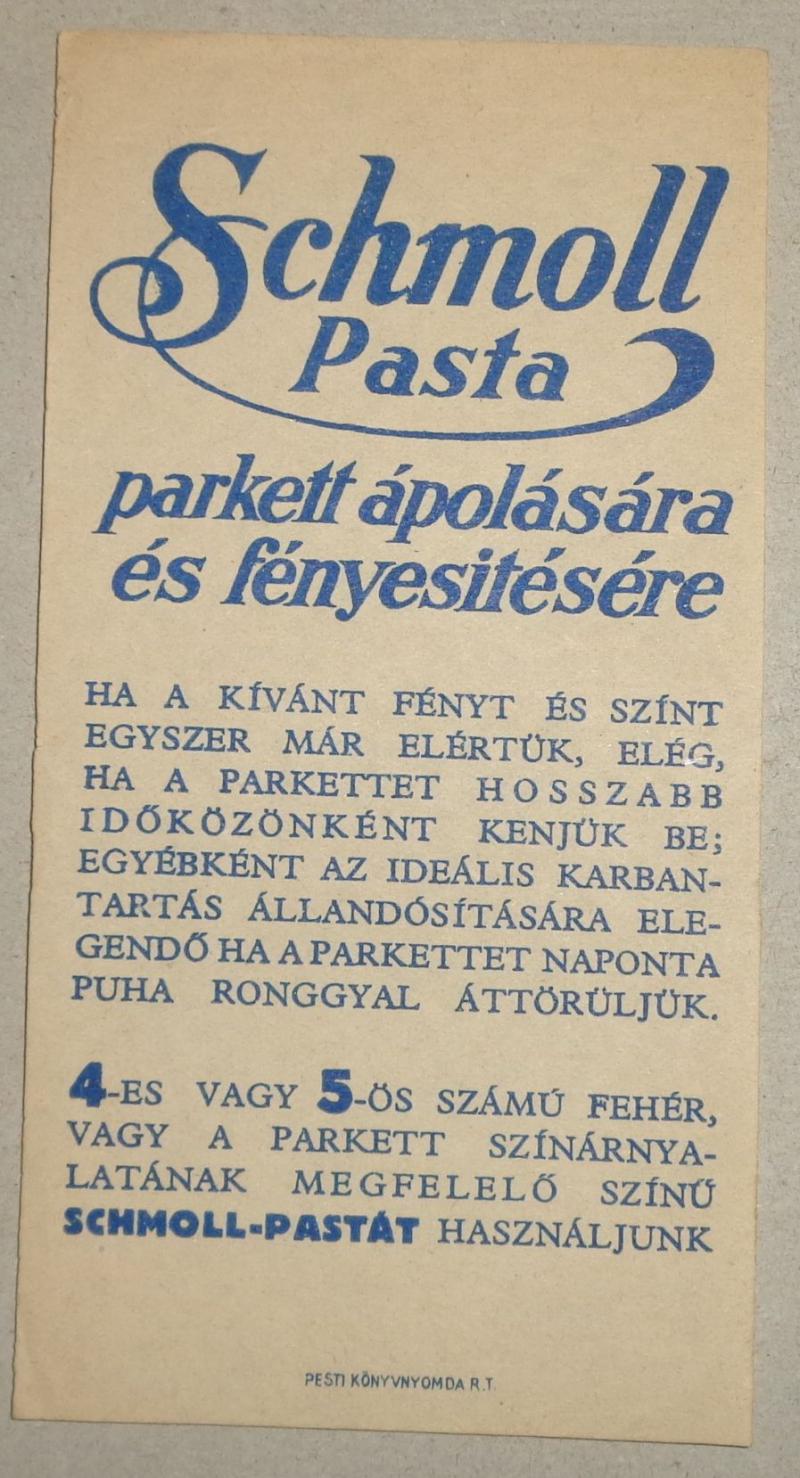 Schmoll
Pasta
parkett ápolására
és fényesitésére
HA A KÍVÁNT FÉNYT ÉS SZÍNT
EGYSZER MÁR ELÉRTÜK, ELÉG,
HA A PARKETTET HOSSZABB
IDŐKÖZÖNKÉNT KENJÜK BE;
EGYÉBKÉNT AZ IDEÁLIS KARBAN-
TARTÁS ÁLLANDÓSÍTÁSÁRA ELE-
GENDŐ HA A PARKETTET NAPONTA
PUHA RONGGYAL ÁTTÖRÜLJÜK.
4-ES VAGY 5-ÖS SZÁMÚ FEHÉR,
VAGY A PARKETT SZÍNÁRNYA-
LATÁNAK MEGFELELŐ SZÍNŰ
SCHMOLL-PASTÁT HASZNÁLJUNK
PESTI KÖNYVNYOMDA R.T.